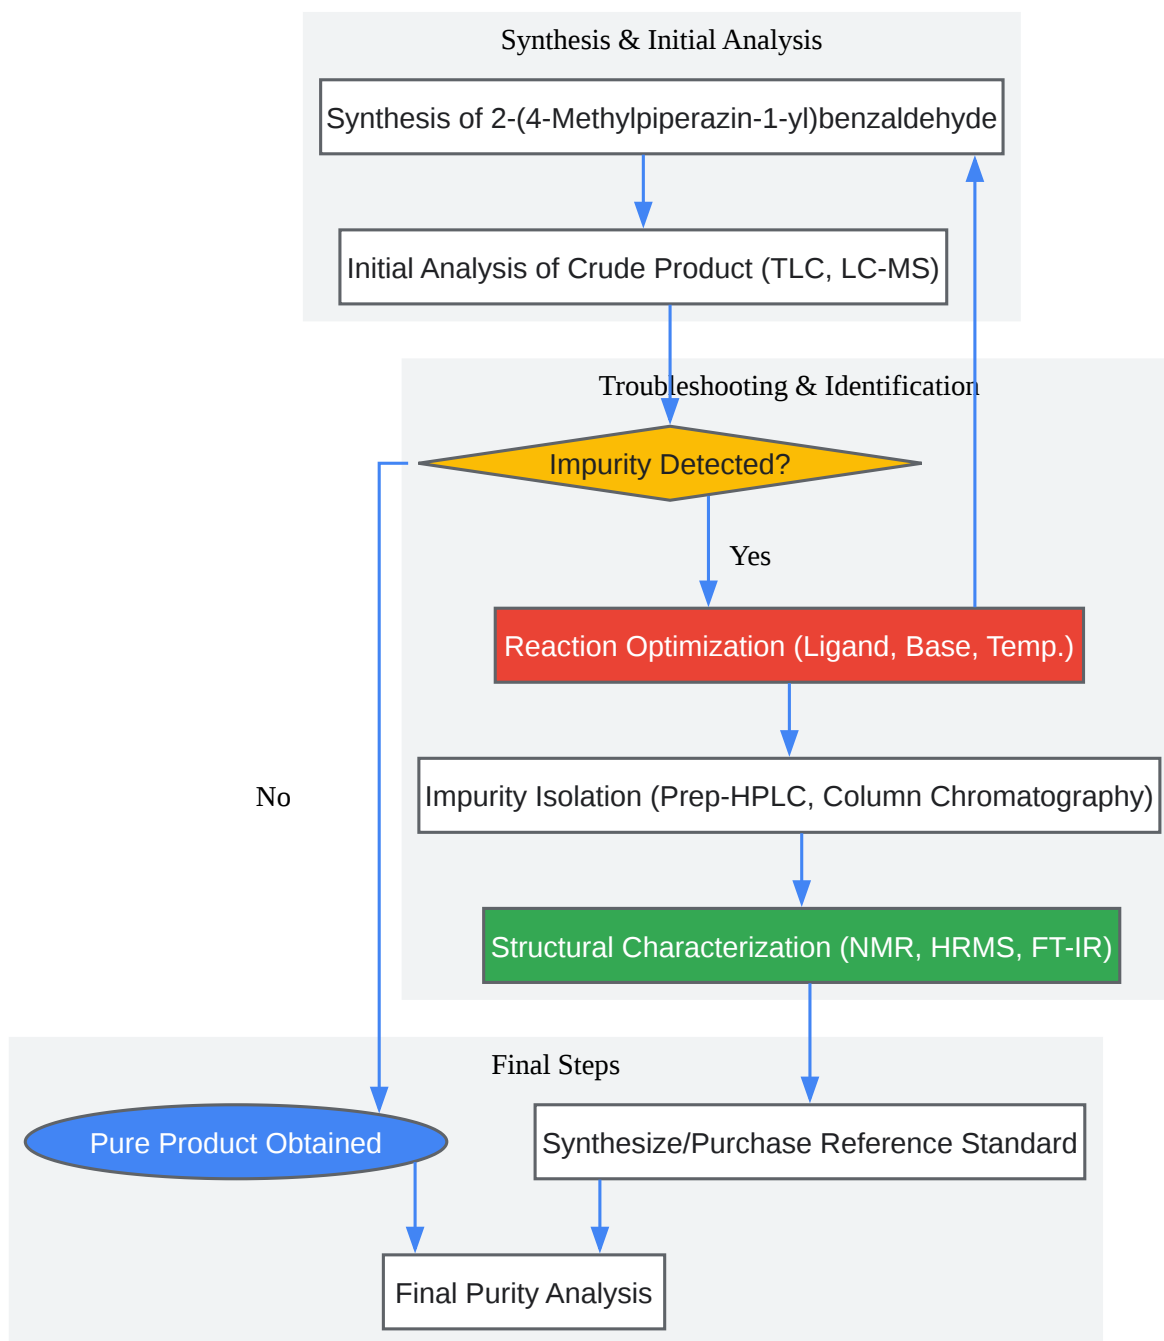 Synthesis & Initial Analysis
Synthesis of 2-(4-Methylpiperazin-1-yl)benzaldehyde
Initial Analysis of Crude Product (TLC, LC-MS)
Troubleshooting & Identification
Impurity Detected?
Yes
Reaction Optimization (Ligand, Base, Temp.)
No
Impurity Isolation (Prep-HPLC, Column Chromatography)
Structural Characterization (NMR, HRMS, FT-IR)
Final Steps
Pure Product Obtained
Synthesize/Purchase Reference Standard
Final Purity Analysis